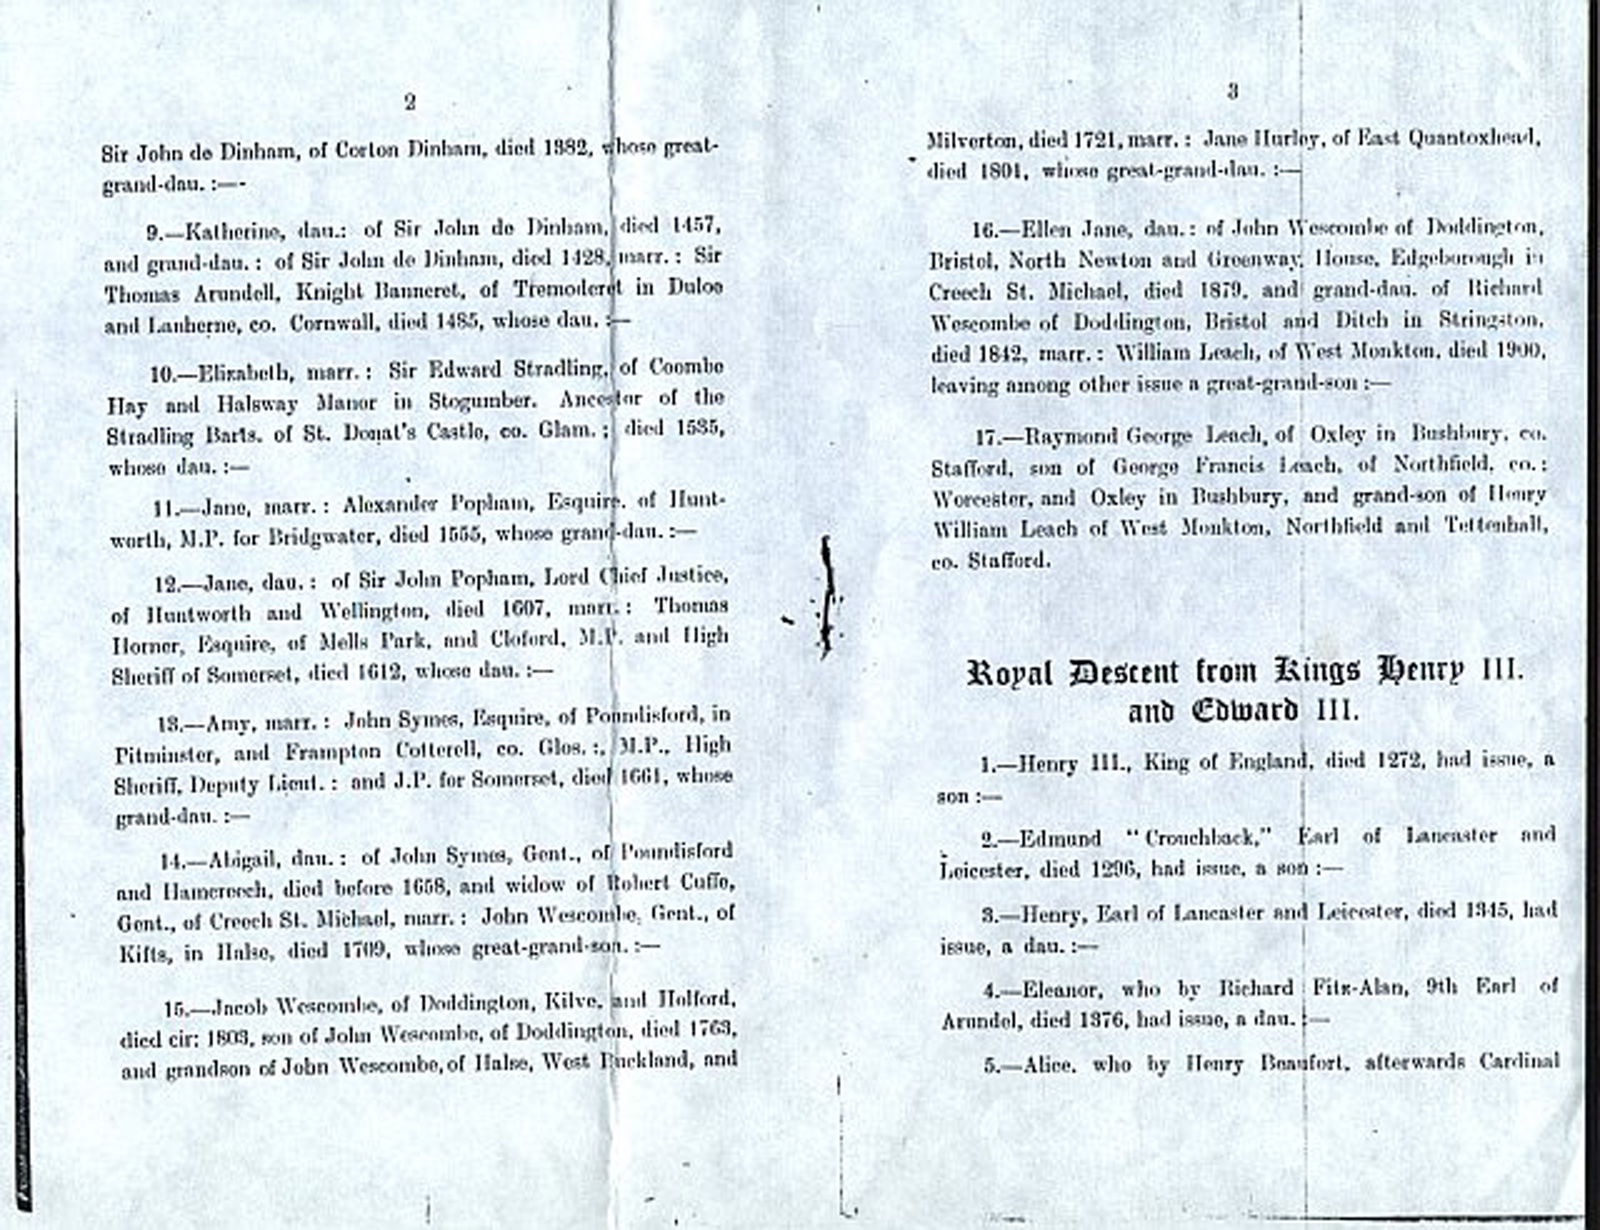 2
Sir John de Dinham, of Corton Dinham, died 1382, whose great-
grand-dau. :—-
9.—Katherine, dau.: of Sir John de Dinham, died 1457,
and grand-dau. : of Sir John de Dinham, died 1428, marr. : Sir
Thomas Arundell, Knight Banneret, of Tremoderet in Duloe
and Lanherne, co. Cornwall, died 1485, whose dau. :—
10.—Elizabeth, marr. : Sir Edward Stradling, of Coombe
Hay and Halsway Manor in Stogumber. Ancestor of the
Stradling Barts. of St. Donat's Castle, co. Glam. ; died 1535,
whose dau. :—
11.—Jane, marr. : Alexander Popham, Esquire, of Hunt-
worth, M.P. for Bridgwater, died 1555, whose grand-dau. :—
12.—Jane, dau. : of Sir John Popham, Lord Chief Justice,
of Huntworth and Wellington, died 1607, marr. : Thomas
Horner, Esquire, of Mells Park, and Cloford, M.P. and High
Sheriff of Somerset, died 1612, whose dau. :—
13.—Amy, marr. : John Symes, Esquire, of Poundisford, in
Pitminster, and Frampton Cotterell, co. Glos. :, M.P., High
Sheriff, Deputy Lieut. : and J.P. for Somerset, died 1661, whose
grand-dau. :—
14.—Abigail, dau. : of John Symes, Gent., of Poundisford
and Hamereech, died before 1658, and widow of Robert Cuffe,
Gent., of Creech St. Michael, marr. : John Wescombe, Gent., of
Kifts, in Halse, died 1709, whose great-grand-son. :—
15.—Jacob Wescombe, of Doddington, Kilve, and Holford,
died cir: 1803, son of John Wescombe, of Doddington, died 1763,
and grandson of John Wescombe, of Halse, West Buckland, and
3
Milverton, died 1721, marr. : Jane Hurley, of East Quantoxhead,
died 1801, whose great-grand-dau. :—
16.—Ellen Jane, dau. : of John Wescombe of Doddington,
Bristol, North Newton and Greenway House, Edgeborough in
Creech St. Michael, died 1879, and grand-dau. of Richard
Wescombe of Doddington, Bristol and Ditch in Stringston,
died 1842, marr. : William Leach, of West Monkton, died 1900,
leaving among other issue a great-grand-son :—
17.—Raymond George Leach, of Oxley in Bushbury, co.
Stafford, son of George Francis Leach, of Northfield, co. :
Worcester, and Oxley in Bushbury, and grand-son of Henry
William Leach of West Monkton, Northfield and Tettenhall,
co. Stafford.
Royal Descent from Kings Henry III.
and Edward III.
1.—Henry III., King of England, died 1272, had issue, a
son :—
2.—Edmund "Crouchback," Earl of Lancaster and
Leicester, died 1296, had issue, a son :—
3.—Henry, Earl of Lancaster and Leicester, died 1345, had
issue, a dau. :—
4.—Eleanor, who by Richard Fitz-Alan, 9th Earl of
Arundel, died 1376, had issue, a dau. :—
5.—Alice, who by Henry Beaufort, afterwards Cardinal